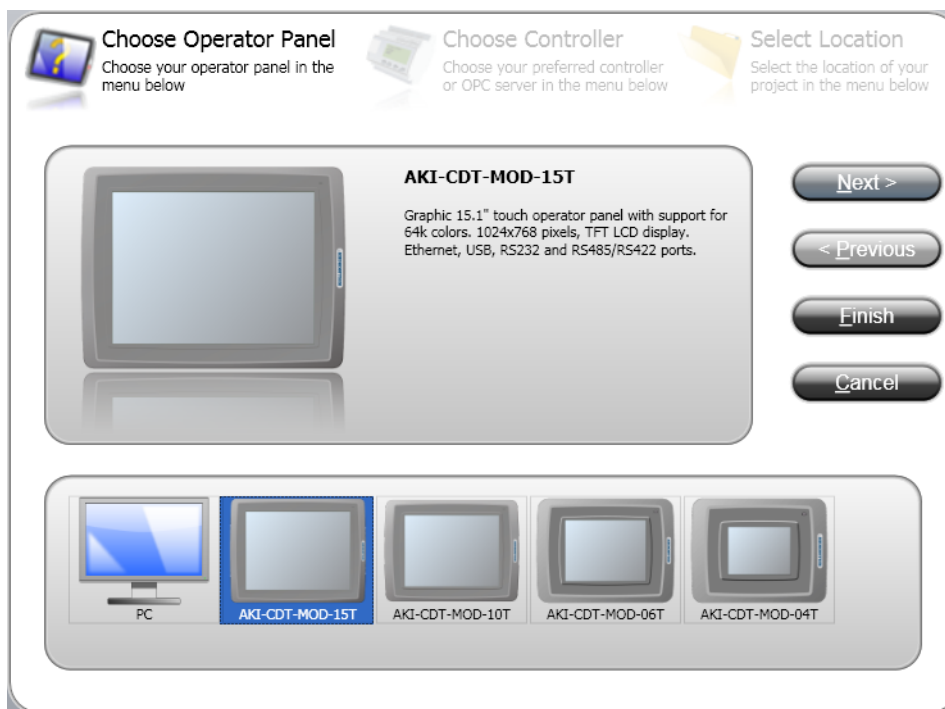 Choose Operator Panel
Choose your operator panel in the
menu below
Choose Controller
Choose your preferred controller
or OPC server in the menu below
Select Location
Select the location of your
project in the menu below
AKI-CDT-MOD-15T
Graphic 15.1" touch operator panel with support for
64k colors. 1024x768 pixels, TFT LCD display.
Ethernet, USB, RS232 and RS485/RS422 ports.
Next >
< Previous
Finish
Cancel
PC
AKI-CDT-MOD-15T
AKI-CDT-MOD-10T
AKI-CDT-MOD-06T
AKI-CDT-MOD-04T